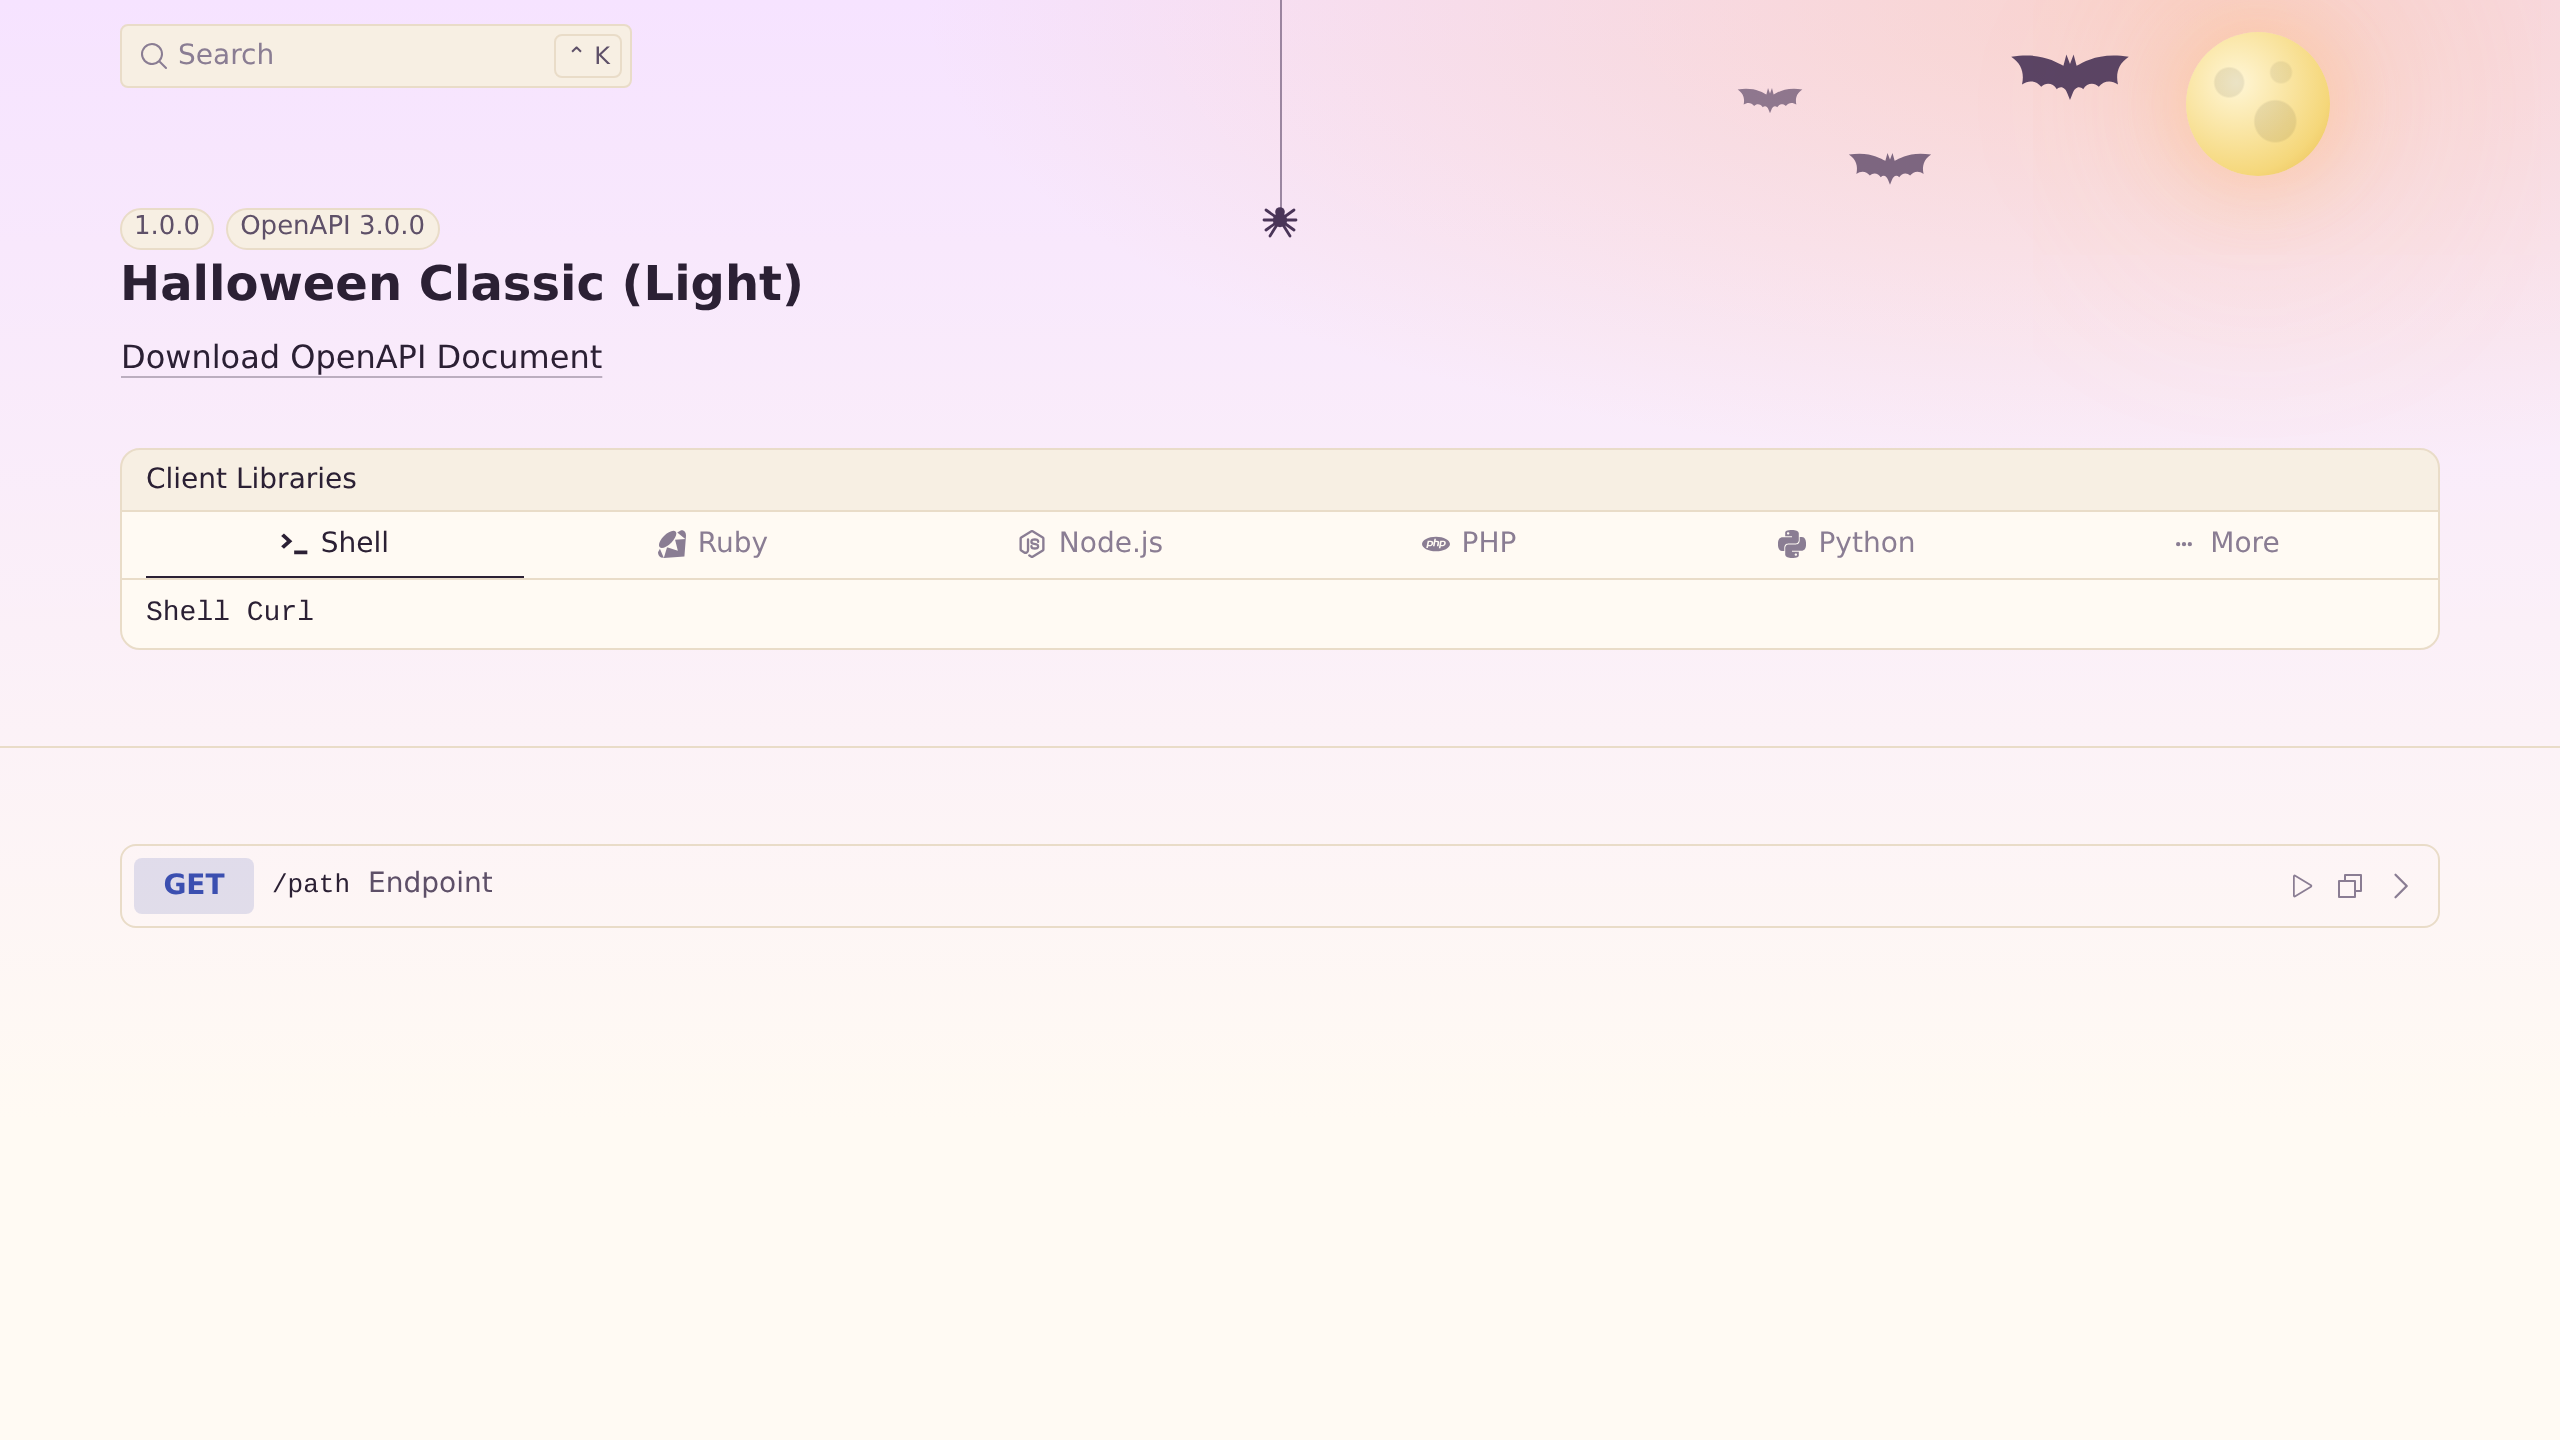 Search ⌃ K
1.0.0 OpenAPI 3.0.0
Halloween Classic (Light)
Download OpenAPI Document
Client Libraries
Shell Ruby Node.js PHP Python More
Shell Curl
GET /path Endpoint